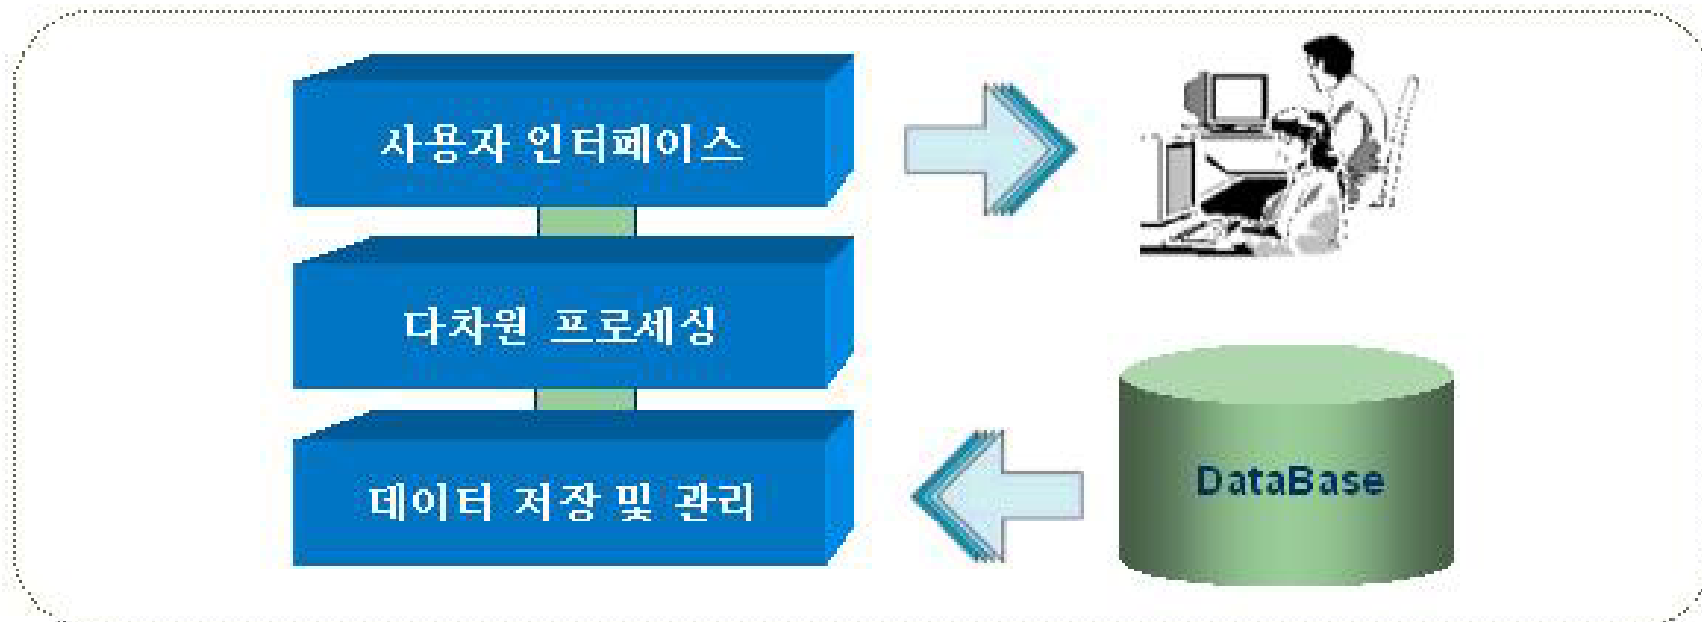 사용자 인터페이스
다차원 프로세싱
데이터 저장 및 관리
DataBase